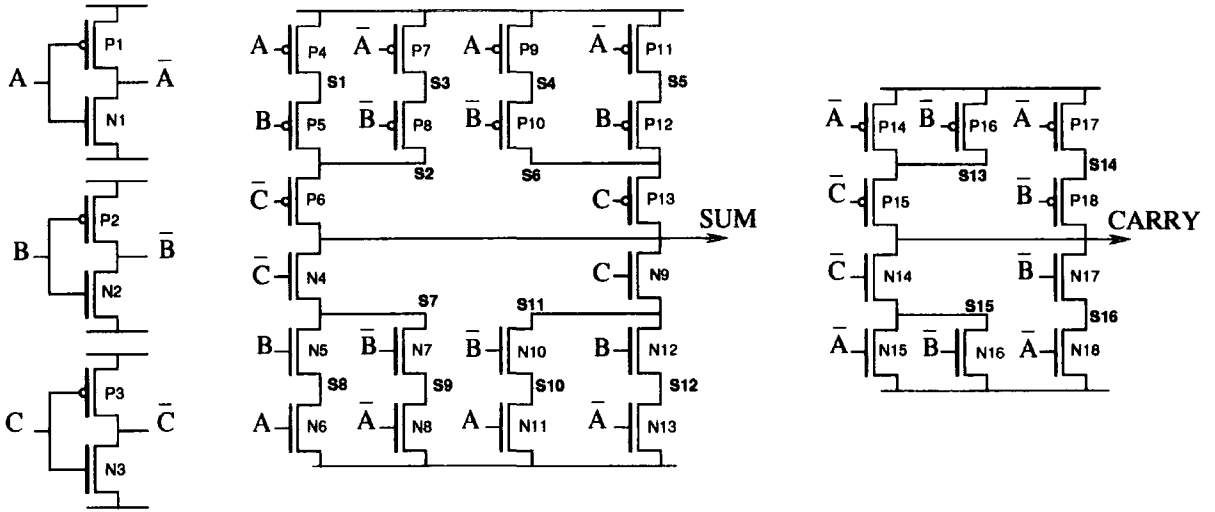 A P1 A̅
N1
B P2 B̅
N2
C P3 C̅
N3
A P4 A̅ P7 A P9 A̅ P11
S1 S3 S4 S5
B P5 B̅ P8 B̅ P10 B P12
S2 S6
C̅ P6 C P13
SUM
C̅ N4 C N9
S7 S11
B N5 B̅ N7 B̅ N10 B N12
S8 S9 S10 S12
A N6 A̅ N8 A N11 A̅ N13
A̅ P14 B̅ P16 A̅ P17
S13 S14
C̅ P15 B̅ P18
CARRY
C̅ N14 B̅ N17
S15 S16
A̅ N15 B̅ N16 A̅ N18